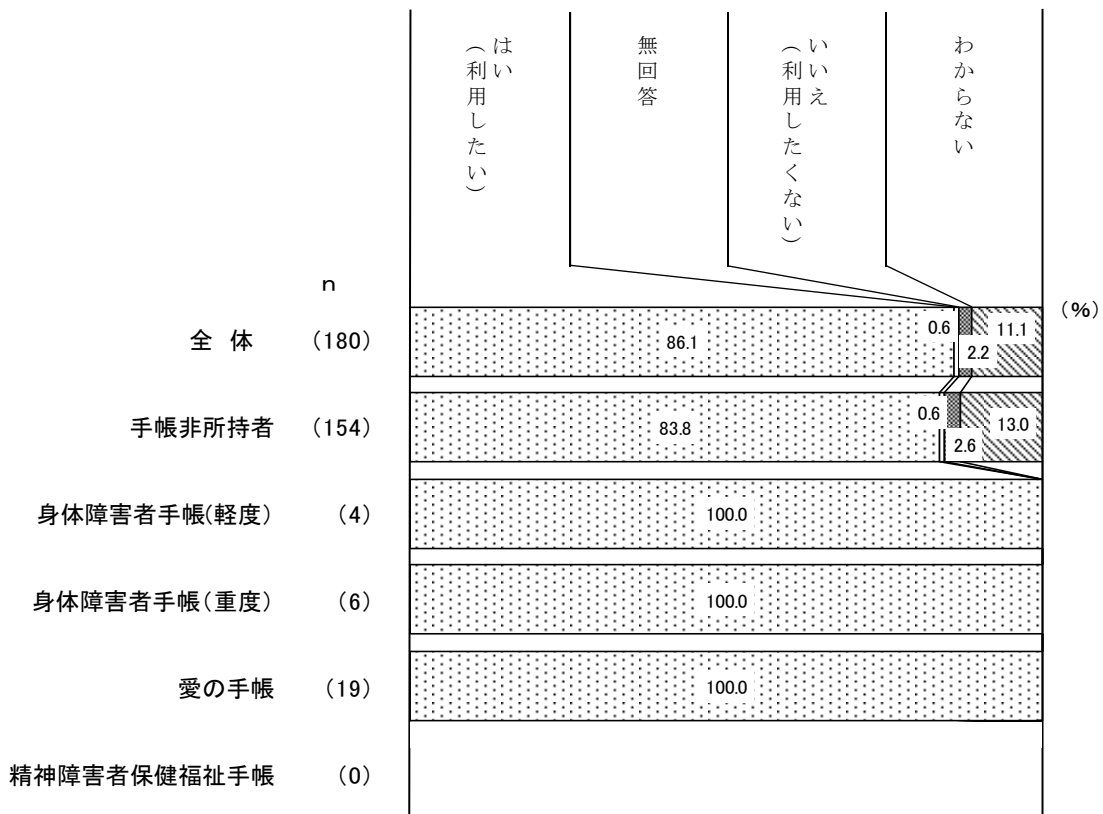 はい
（利用したい）
無回答
いいえ
（利用したくない）
わからない
n
(%)
全 体 (180) 86.1 0.6 2.2 11.1
手帳非所持者 (154) 83.8 0.6 2.6 13.0
身体障害者手帳(軽度) (4) 100.0
身体障害者手帳(重度) (6) 100.0
愛の手帳 (19) 100.0
精神障害者保健福祉手帳 (0)